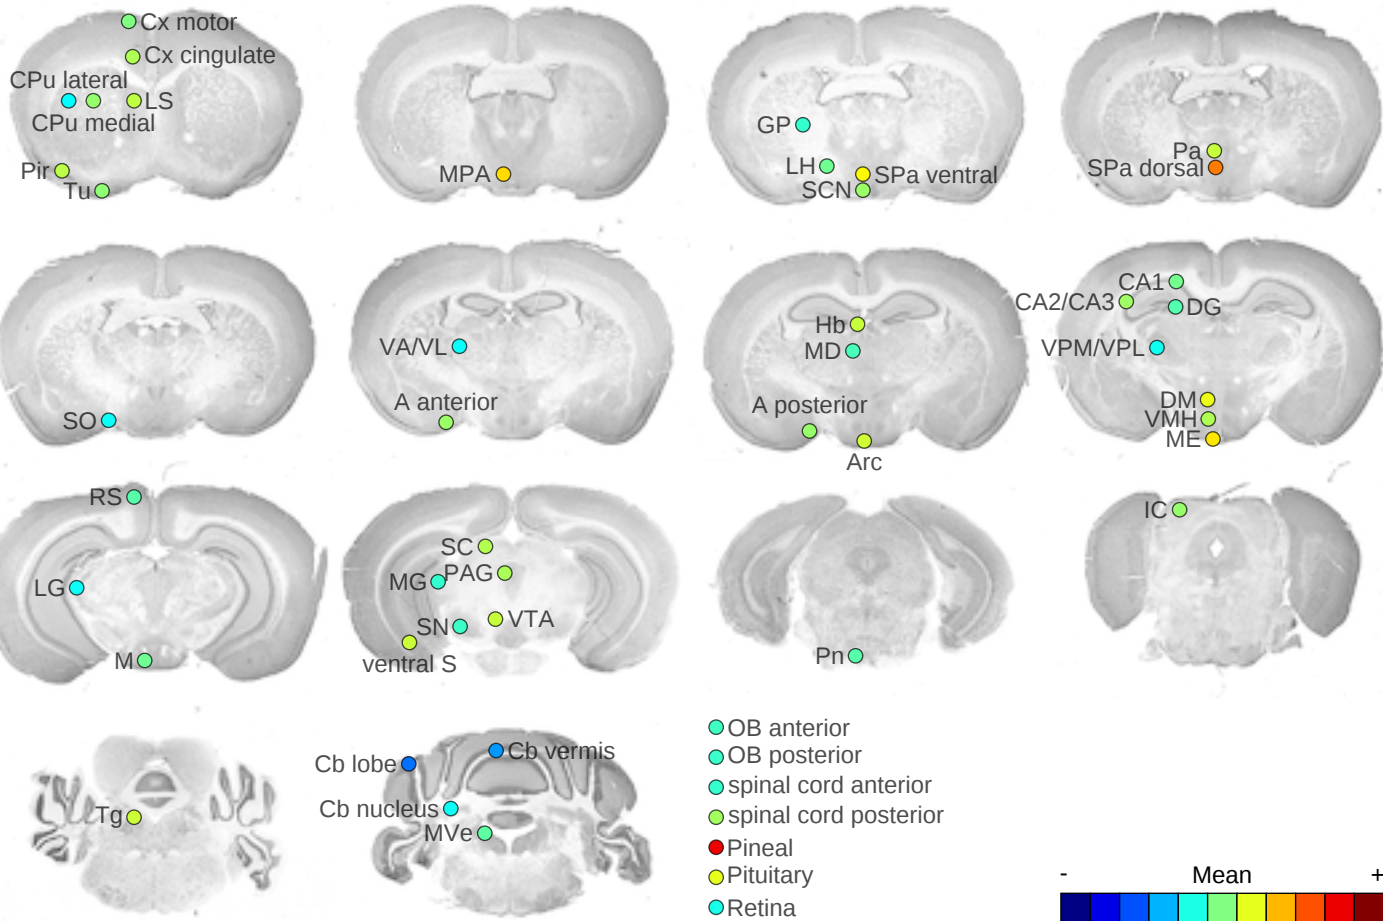 Cx motor
Cx cingulate
CPu lateral
LS
CPu medial
Pir
Tu
MPA
GP
LH
SPa ventral
SCN
Pa
SPa dorsal
SO
VA/VL
A anterior
Hb
MD
A posterior
Arc
CA1
CA2/CA3
DG
VPM/VPL
DM
VMH
ME
RS
LG
M
SC
MG
PAG
SN
VTA
ventral S
Pn
IC
Tg
Cb lobe
Cb vermis
Cb nucleus
MVe
OB anterior
OB posterior
spinal cord anterior
spinal cord posterior
Pineal
Pituitary
Retina
- Mean +